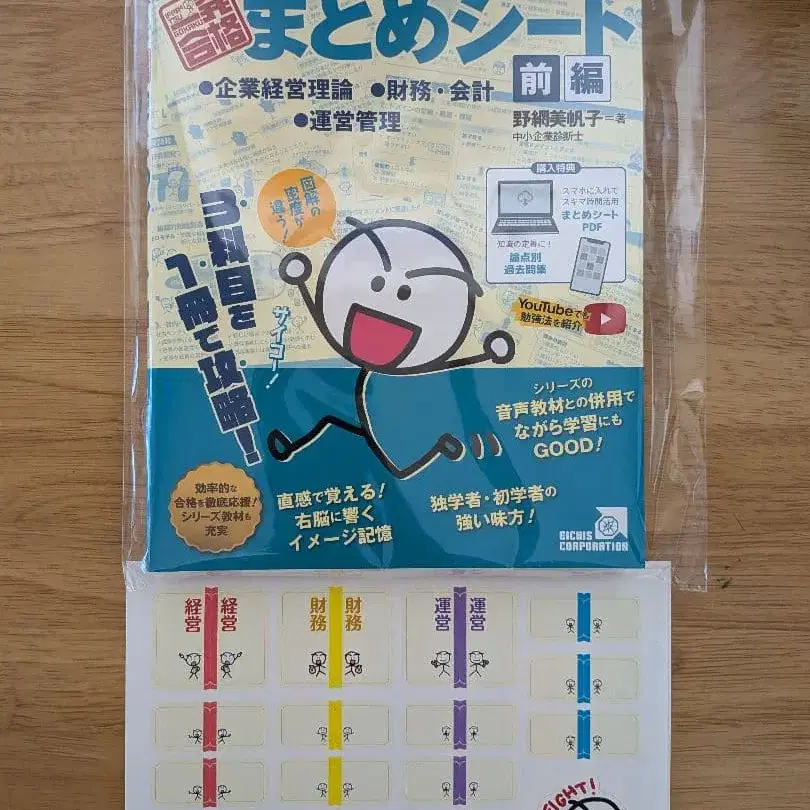 合格
まとめシート
前編
●企業経営理論 ●財務・会計
●運営管理
野網美帆子=著
中小企業診断士
図解の
密度が
違う!
3科目を
1冊で攻略!
サイコー!
購入特典
スマホに入れて
スキマ時間活用
まとめシート
PDF
知識の定着に!
論点別
過去問集
YouTubeでも
勉強法を紹介
シリーズの
音声教材との併用で
ながら学習にも
GOOD!
効率的な
合格を徹底応援!
シリーズ教材も
充実
直感で覚える!
右脳に響く
イメージ記憶
独学者・初学者の
強い味方!
EICHIS
CORPORATION
経営 経営
財務 財務
運営 運営
FIGHT!